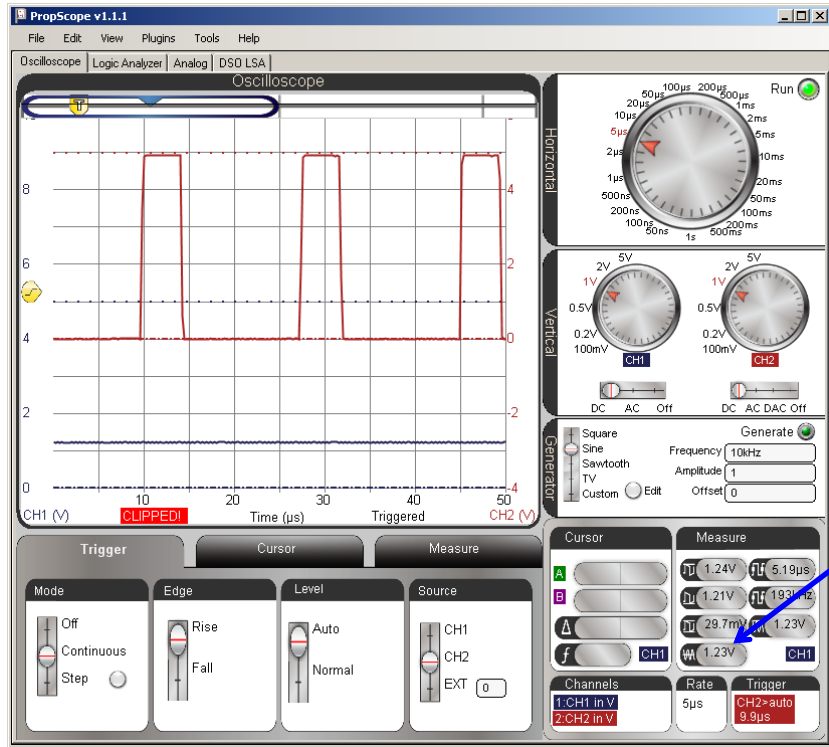 PropScope v1.1.1
File Edit View Plugins Tools Help
Oscilloscope Logic Analyzer Analog DSO LSA
Oscilloscope
T
8
6
4
2
0
4
2
0
-2
-4
10 20 30 40 50
CH1 (V) CLIPPED! Time (µs) Triggered CH2 (V)
Horizontal
Run
50ns
100ns
200ns
500ns
1µs
2µs
5µs
10µs
20µs
50µs
100µs
200µs
500µs
1ms
2ms
5ms
10ms
20ms
50ms
100ms
200ms
500ms
1s
Vertical
5V
2V
1V
0.5V
0.2V
100mV
CH1
DC AC Off
5V
2V
1V
0.5V
0.2V
100mV
CH2
DC AC DAC Off
Generator
Square
Sine
Sawtooth
TV
Custom Edit
Generate
Frequency 10kHz
Amplitude 1
Offset 0
Trigger Cursor Measure
Mode
Off
Continuous
Step
Edge
Rise
Fall
Level
Auto
Normal
Source
CH1
CH2
EXT 0
Cursor
A
B
Δ
f CH1
Measure
1.24V 5.19µs
1.21V 193kHz
29.7mV 1.23V
1.23V CH1
Channels
1:CH1 in V
2:CH2 in V
Rate
5µs
Trigger
CH2>auto
9.9µs